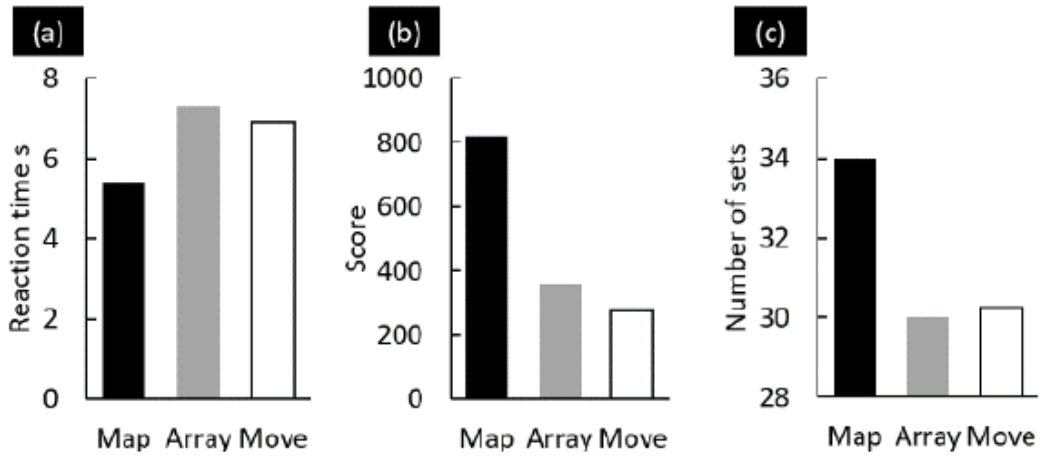 (a)
Reaction time s
8
6
4
2
0
Map Array Move
(b)
Score
1000
800
600
400
200
0
Map Array Move
(c)
Number of sets
36
34
32
30
28
Map Array Move